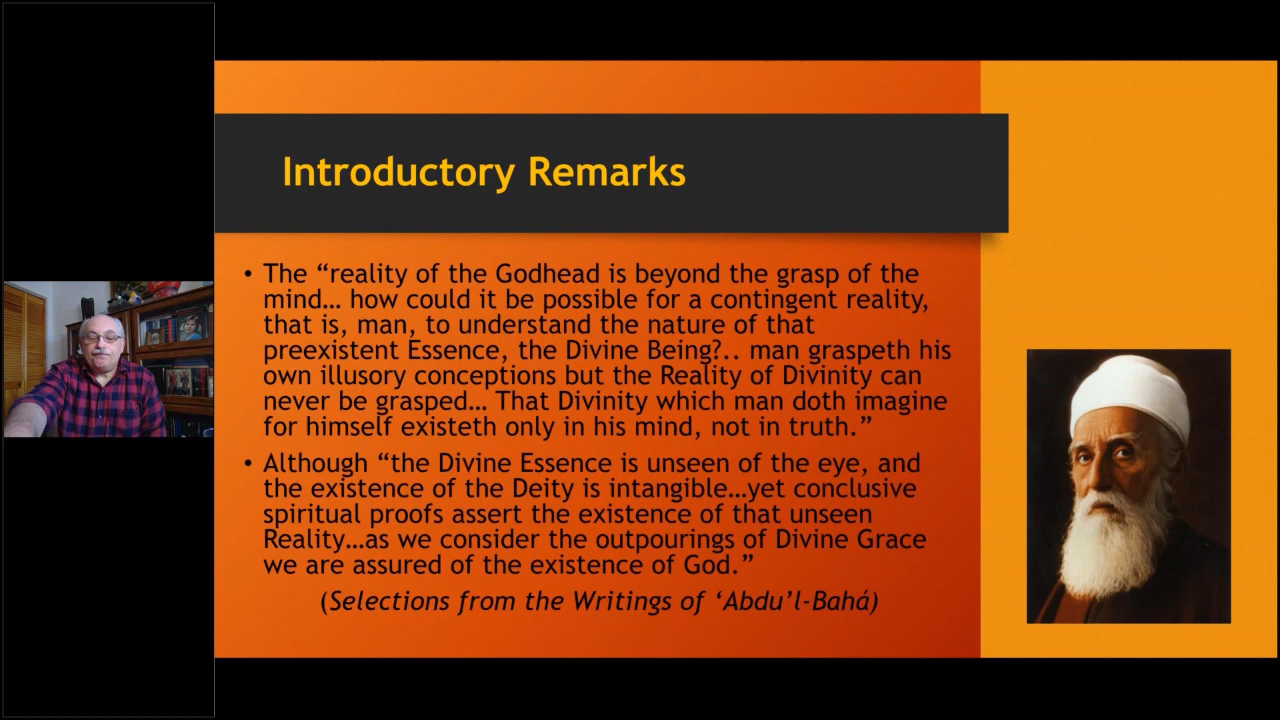 Introductory Remarks
• The “reality of the Godhead is beyond the grasp of the
mind… how could it be possible for a contingent reality,
that is, man, to understand the nature of that
preexistent Essence, the Divine Being?.. man graspeth his
own illusory conceptions but the Reality of Divinity can
never be grasped… That Divinity which man doth imagine
for himself existeth only in his mind, not in truth.”
• Although “the Divine Essence is unseen of the eye, and
the existence of the Deity is intangible…yet conclusive
spiritual proofs assert the existence of that unseen
Reality…as we consider the outpourings of Divine Grace
we are assured of the existence of God.”
(Selections from the Writings of ‘Abdu’l-Bahá)